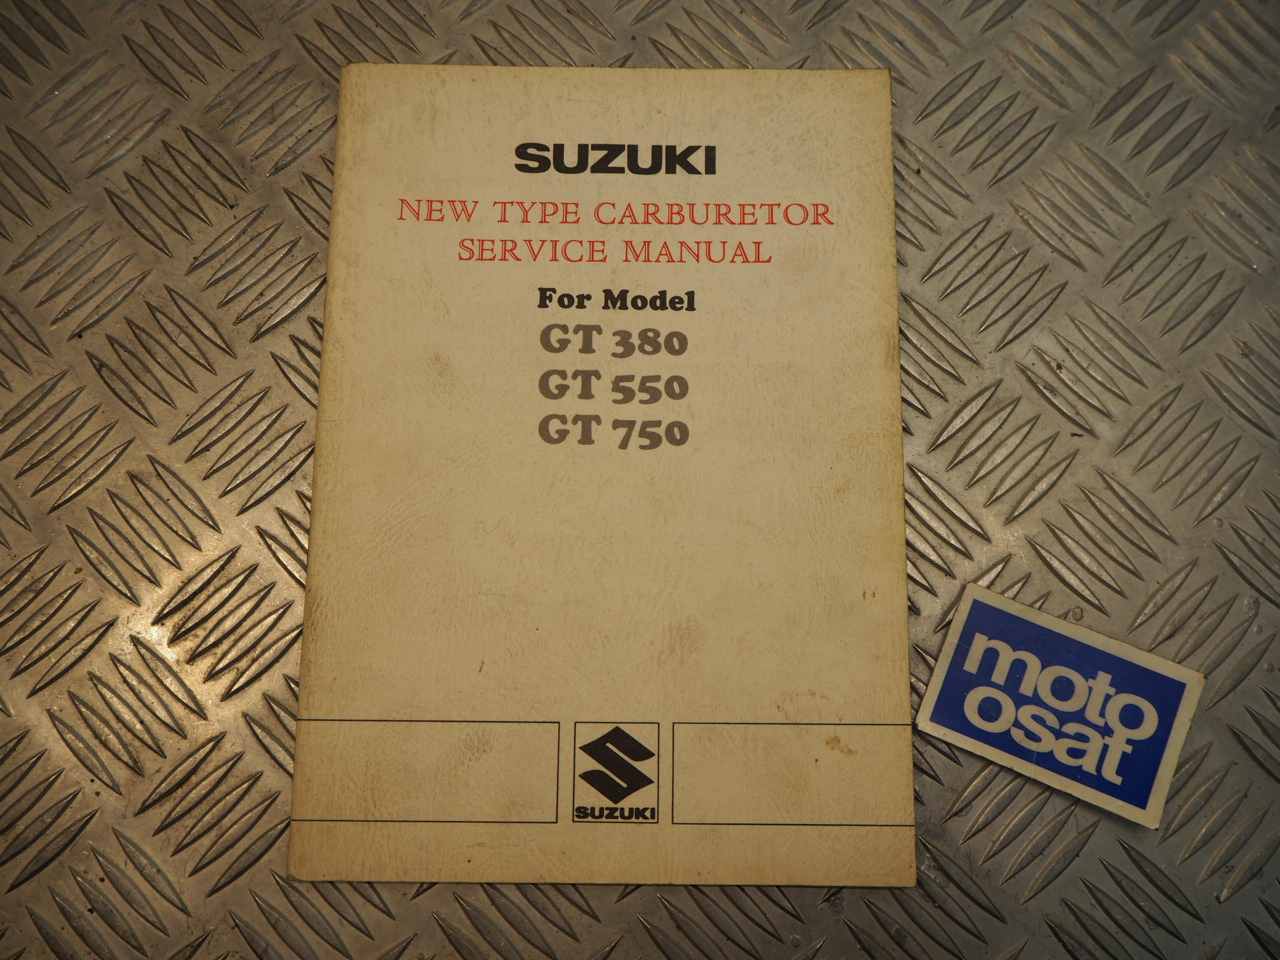 SUZUKI
NEW TYPE CARBURETOR
SERVICE MANUAL
For Model
GT 380
GT 550
GT 750
SUZUKI
moto
osat